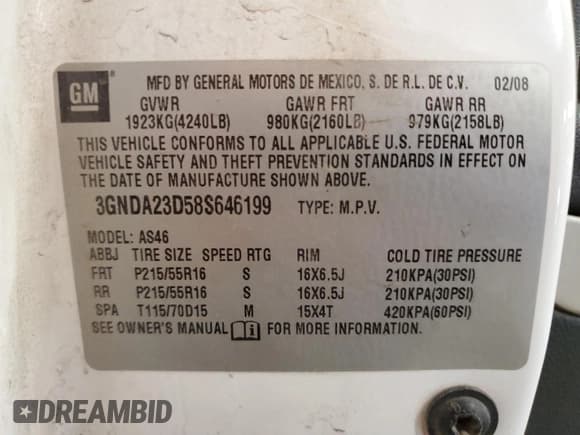 GM
MFD BY GENERAL MOTORS DE MEXICO, S. DE R.L. DE C.V. 02/08
GVWR GAWR FRT GAWR RR
1923KG(4240LB) 980KG(2160LB) 979KG(2158LB)
THIS VEHICLE CONFORMS TO ALL APPLICABLE U.S. FEDERAL MOTOR
VEHICLE SAFETY AND THEFT PREVENTION STANDARDS IN EFFECT ON
THE DATE OF MANUFACTURE SHOWN ABOVE.
3GNDA23D58S646199 TYPE: M.P.V.
MODEL: AS46
ABBJ TIRE SIZE SPEED RTG RIM COLD TIRE PRESSURE
FRT P215/55R16 S 16X6.5J 210KPA(30PSI)
RR P215/55R16 S 16X6.5J 210KPA(30PSI)
SPA T115/70D15 M 15X4T 420KPA(60PSI)
SEE OWNER'S MANUAL i FOR MORE INFORMATION.
DREAMBID